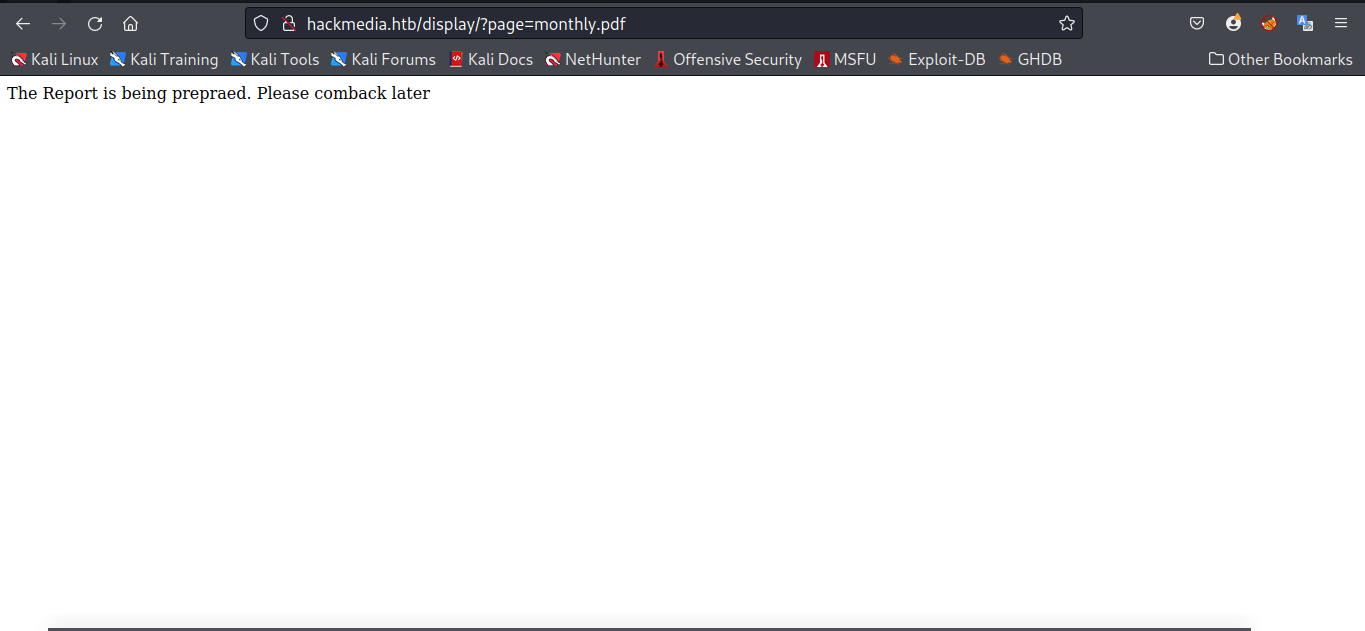 hackmedia.htb/display/?page=monthly.pdf
Kali Linux Kali Training Kali Tools Kali Forums Kali Docs NetHunter Offensive Security MSFU Exploit-DB GHDB Other Bookmarks
The Report is being prepraed. Please comback later